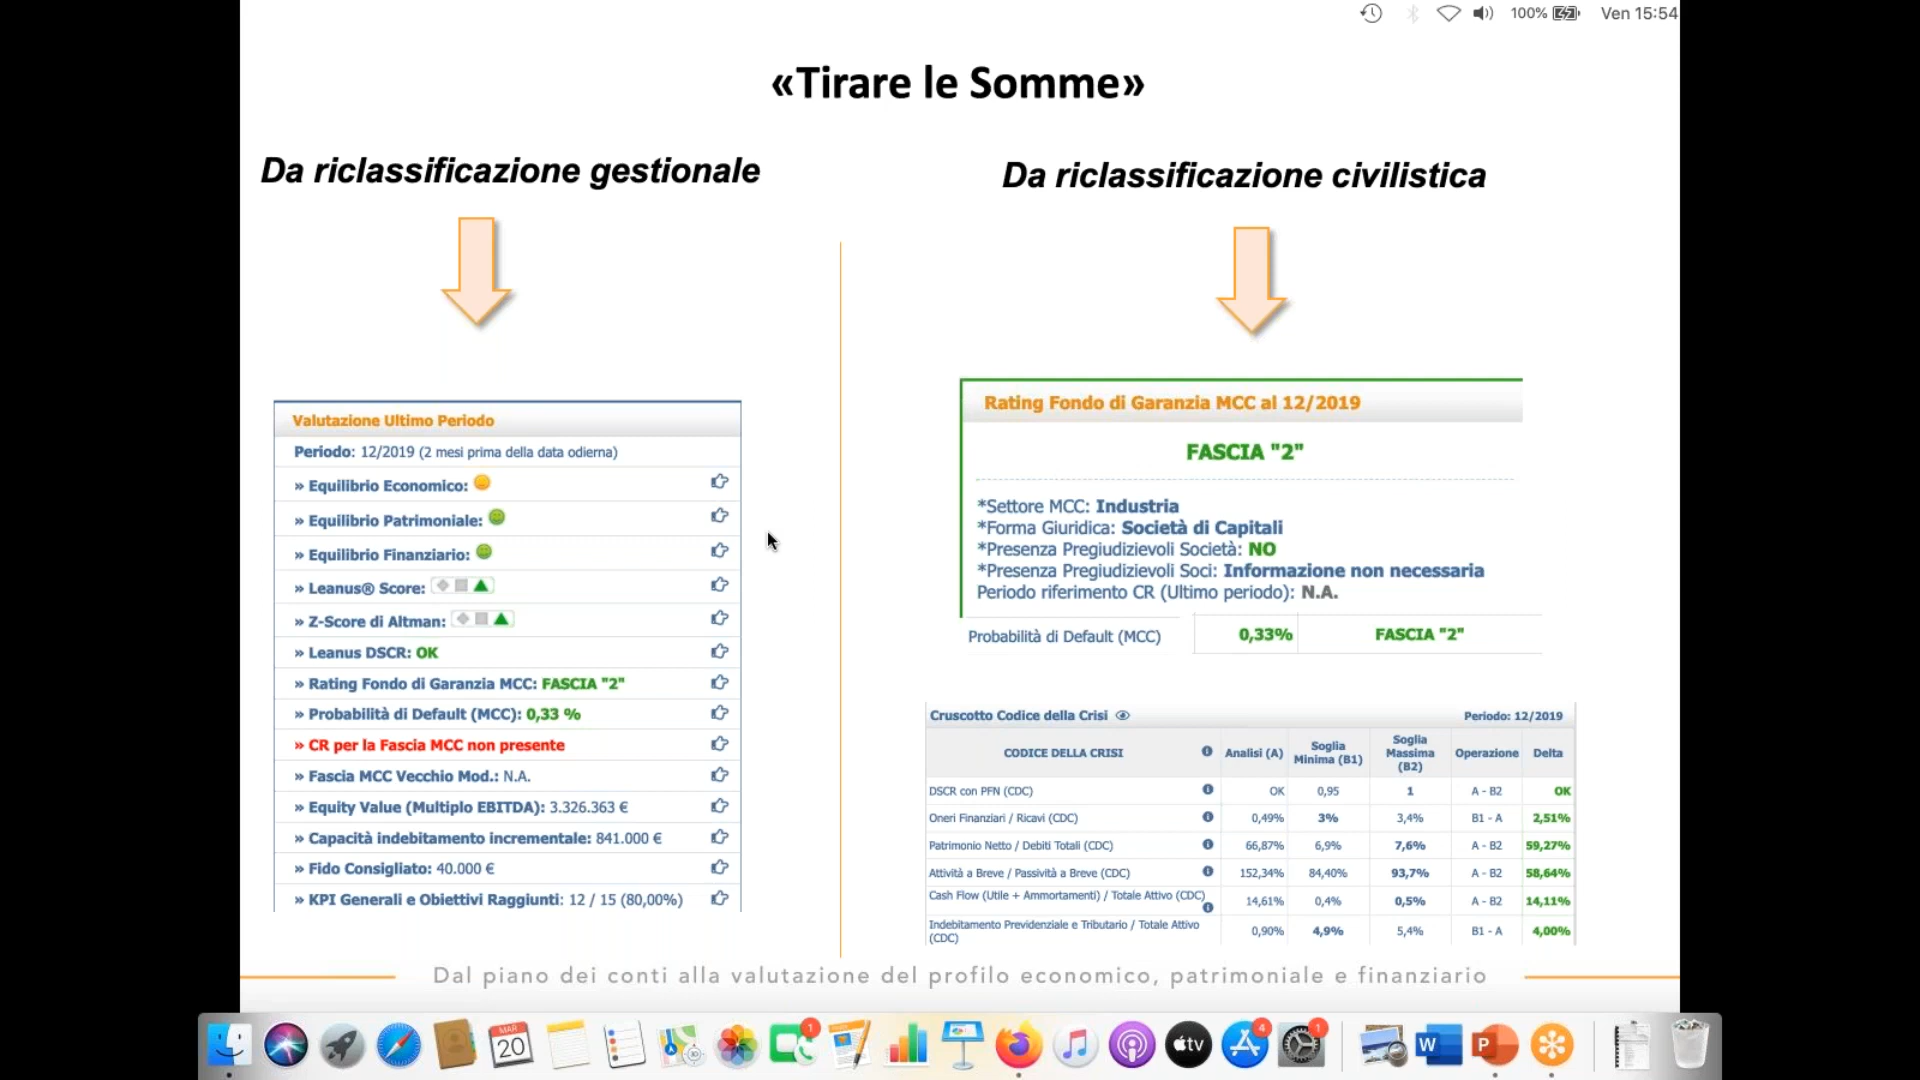 100% Ven 15:54
«Tirare le Somme»
Da riclassificazione gestionale
Da riclassificazione civilistica
Valutazione Ultimo Periodo
Periodo: 12/2019 (2 mesi prima della data odierna)
» Equilibrio Economico:
» Equilibrio Patrimoniale:
» Equilibrio Finanziario:
» Leanus® Score:
» Z-Score di Altman:
» Leanus DSCR: OK
» Rating Fondo di Garanzia MCC: FASCIA "2"
» Probabilità di Default (MCC): 0,33 %
» CR per la Fascia MCC non presente
» Fascia MCC Vecchio Mod.: N.A.
» Equity Value (Multiplo EBITDA): 3.326.363 €
» Capacità indebitamento incrementale: 841.000 €
» Fido Consigliato: 40.000 €
» KPI Generali e Obiettivi Raggiunti: 12 / 15 (80,00%)
Rating Fondo di Garanzia MCC al 12/2019
FASCIA "2"
*Settore MCC: Industria
*Forma Giuridica: Società di Capitali
*Presenza Pregiudizievoli Società: NO
*Presenza Pregiudizievoli Soci: Informazione non necessaria
Periodo riferimento CR (Ultimo periodo): N.A.
Probabilità di Default (MCC) 0,33% FASCIA "2"
Cruscotto Codice della Crisi Periodo: 12/2019
CODICE DELLA CRISI Analisi (A) Soglia Minima (B1) Soglia Massima (B2) Operazione Delta
DSCR con PFN (CDC) OK 0,95 1 A - B2 OK
Oneri Finanziari / Ricavi (CDC) 0,49% 3% 3,4% B1 - A 2,51%
Patrimonio Netto / Debiti Totali (CDC) 66,87% 6,9% 7,6% A - B2 59,27%
Attività a Breve / Passività a Breve (CDC) 152,34% 84,40% 93,7% A - B2 58,64%
Cash Flow (Utile + Ammortamenti) / Totale Attivo (CDC) 14,61% 0,4% 0,5% A - B2 14,11%
Indebitamento Previdenziale e Tributario / Totale Attivo (CDC) 0,90% 4,9% 5,4% B1 - A 4,00%
Dal piano dei conti alla valutazione del profilo economico, patrimoniale e finanziario
MAR
20
1
tv
4
1
W
P